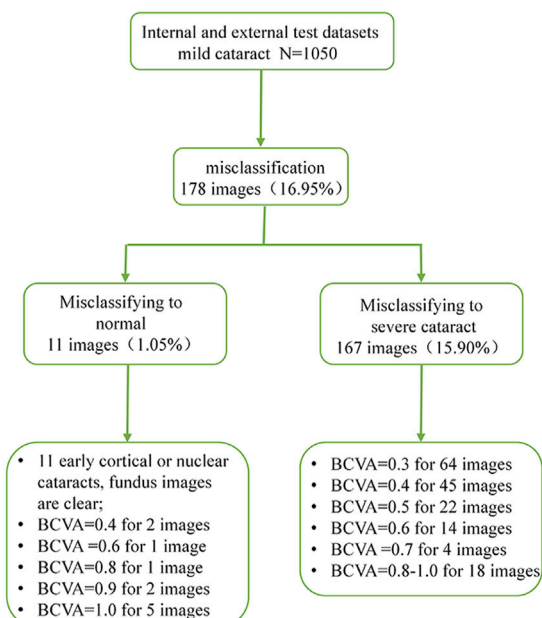 Internal and external test datasets
mild cataract N=1050
misclassification
178 images（16.95%）
Misclassifying to
normal
11 images（1.05%）
Misclassifying to
severe cataract
167 images（15.90%）
• 11 early cortical or nuclear
cataracts, fundus images
are clear;
• BCVA=0.4 for 2 images
• BCVA =0.6 for 1 image
• BCVA=0.8 for 1 image
• BCVA=0.9 for 2 images
• BCVA=1.0 for 5 images
• BCVA=0.3 for 64 images
• BCVA=0.4 for 45 images
• BCVA=0.5 for 22 images
• BCVA=0.6 for 14 images
• BCVA =0.7 for 4 images
• BCVA=0.8-1.0 for 18 images